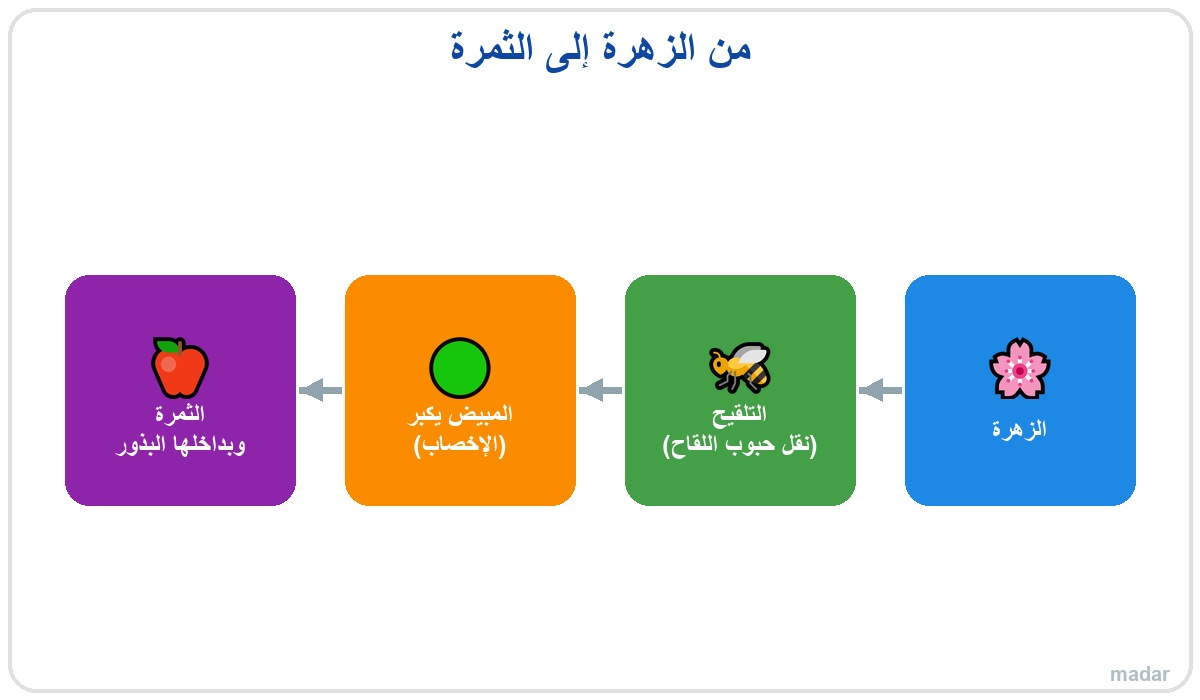 من الزهرة إلى الثمرة
الزهرة
التلقيح
(نقل حبوب اللقاح)
المبيض يكبر
(الإخصاب)
الثمرة
وبداخلها البذور
madar